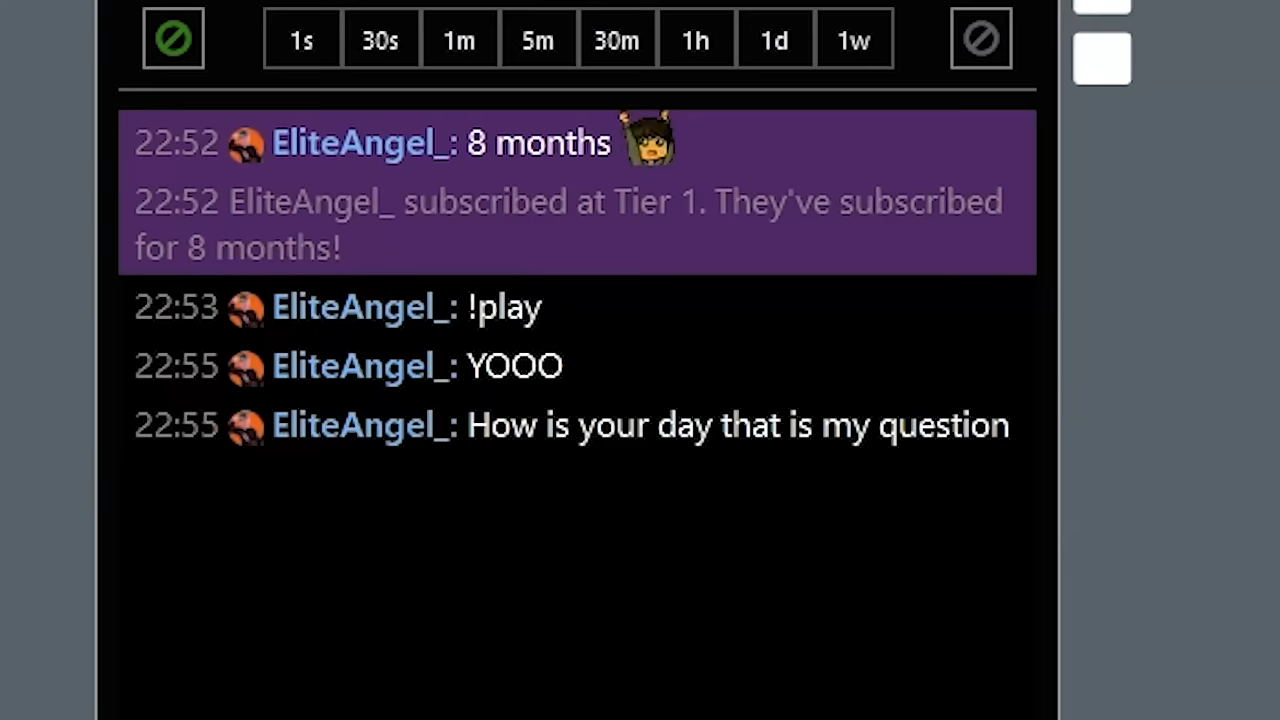 1s 30s 1m 5m 30m 1h 1d 1w
22:52 EliteAngel_: 8 months
22:52 EliteAngel_ subscribed at Tier 1. They've subscribed
for 8 months!
22:53 EliteAngel_: !play
22:55 EliteAngel_: YOOO
22:55 EliteAngel_: How is your day that is my question